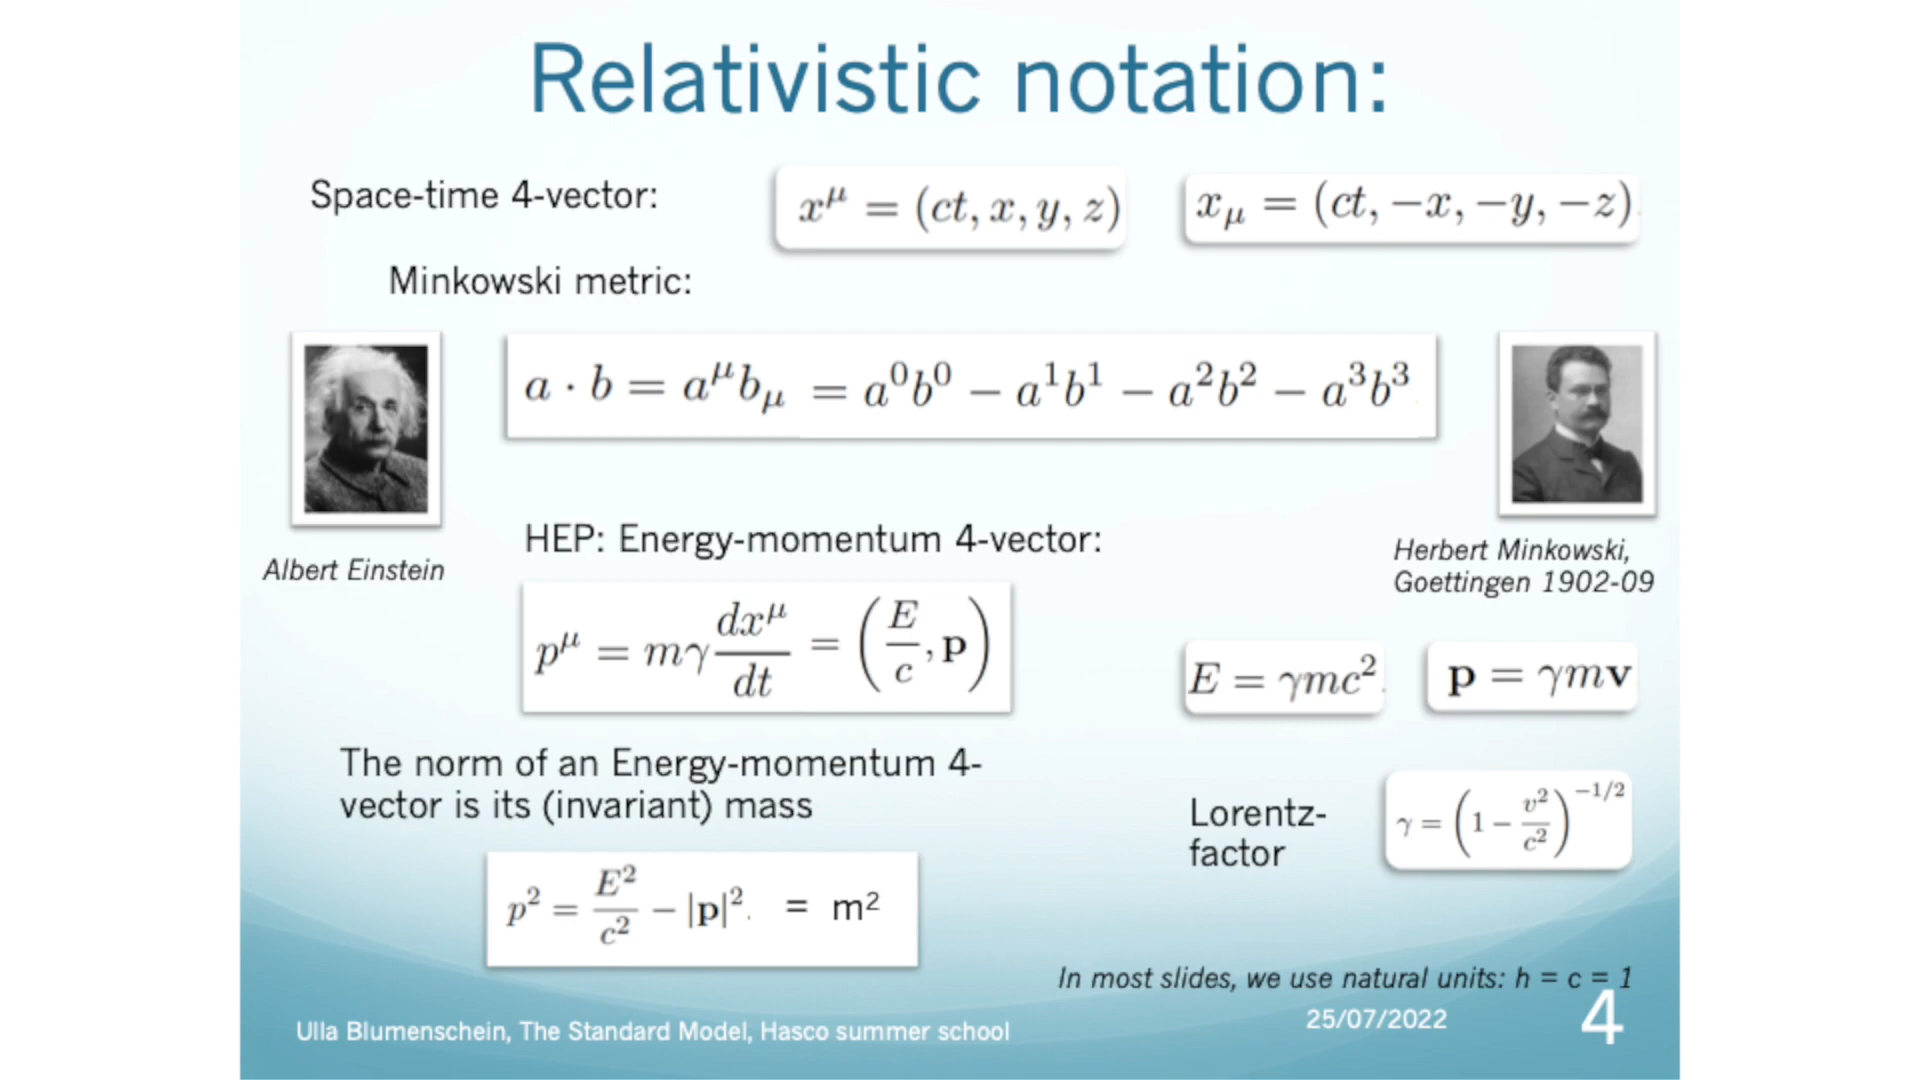 Relativistic notation:
Space-time 4-vector:
x^μ = (ct, x, y, z)
x_μ = (ct, −x, −y, −z)
Minkowski metric:
a · b = a^μ b_μ = a^0b^0 − a^1b^1 − a^2b^2 − a^3b^3
Albert Einstein
HEP: Energy-momentum 4-vector:
Herbert Minkowski,
Goettingen 1902-09
p^μ = mγ dx^μ/dt = (E/c, p)
E = γmc^2
p = γmv
The norm of an Energy-momentum 4-
vector is its (invariant) mass
Lorentz-
factor
γ = (1 − v^2/c^2)^−1/2
p^2 = E^2/c^2 − |p|^2. = m^2
In most slides, we use natural units: h = c = 1
Ulla Blumenschein, The Standard Model, Hasco summer school
25/07/2022
4